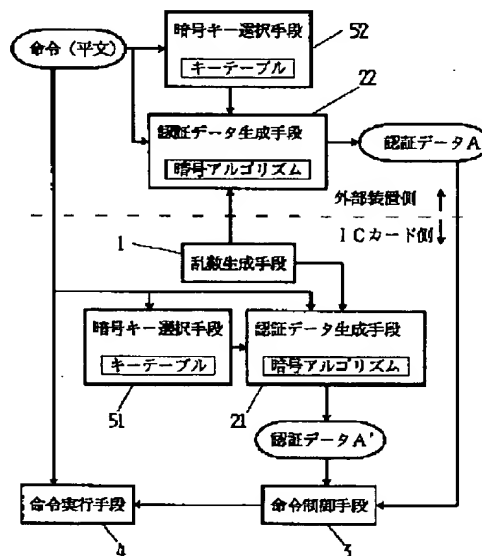 命令（平文）
暗号キー選択手段
キーテーブル
52
22
認証データ生成手段
暗号アルゴリズム
認証データA
外部装置側
ICカード側
1
乱数生成手段
暗号キー選択手段
キーテーブル
51
認証データ生成手段
暗号アルゴリズム
21
認証データA'
命令実行手段
4
命令制御手段
3